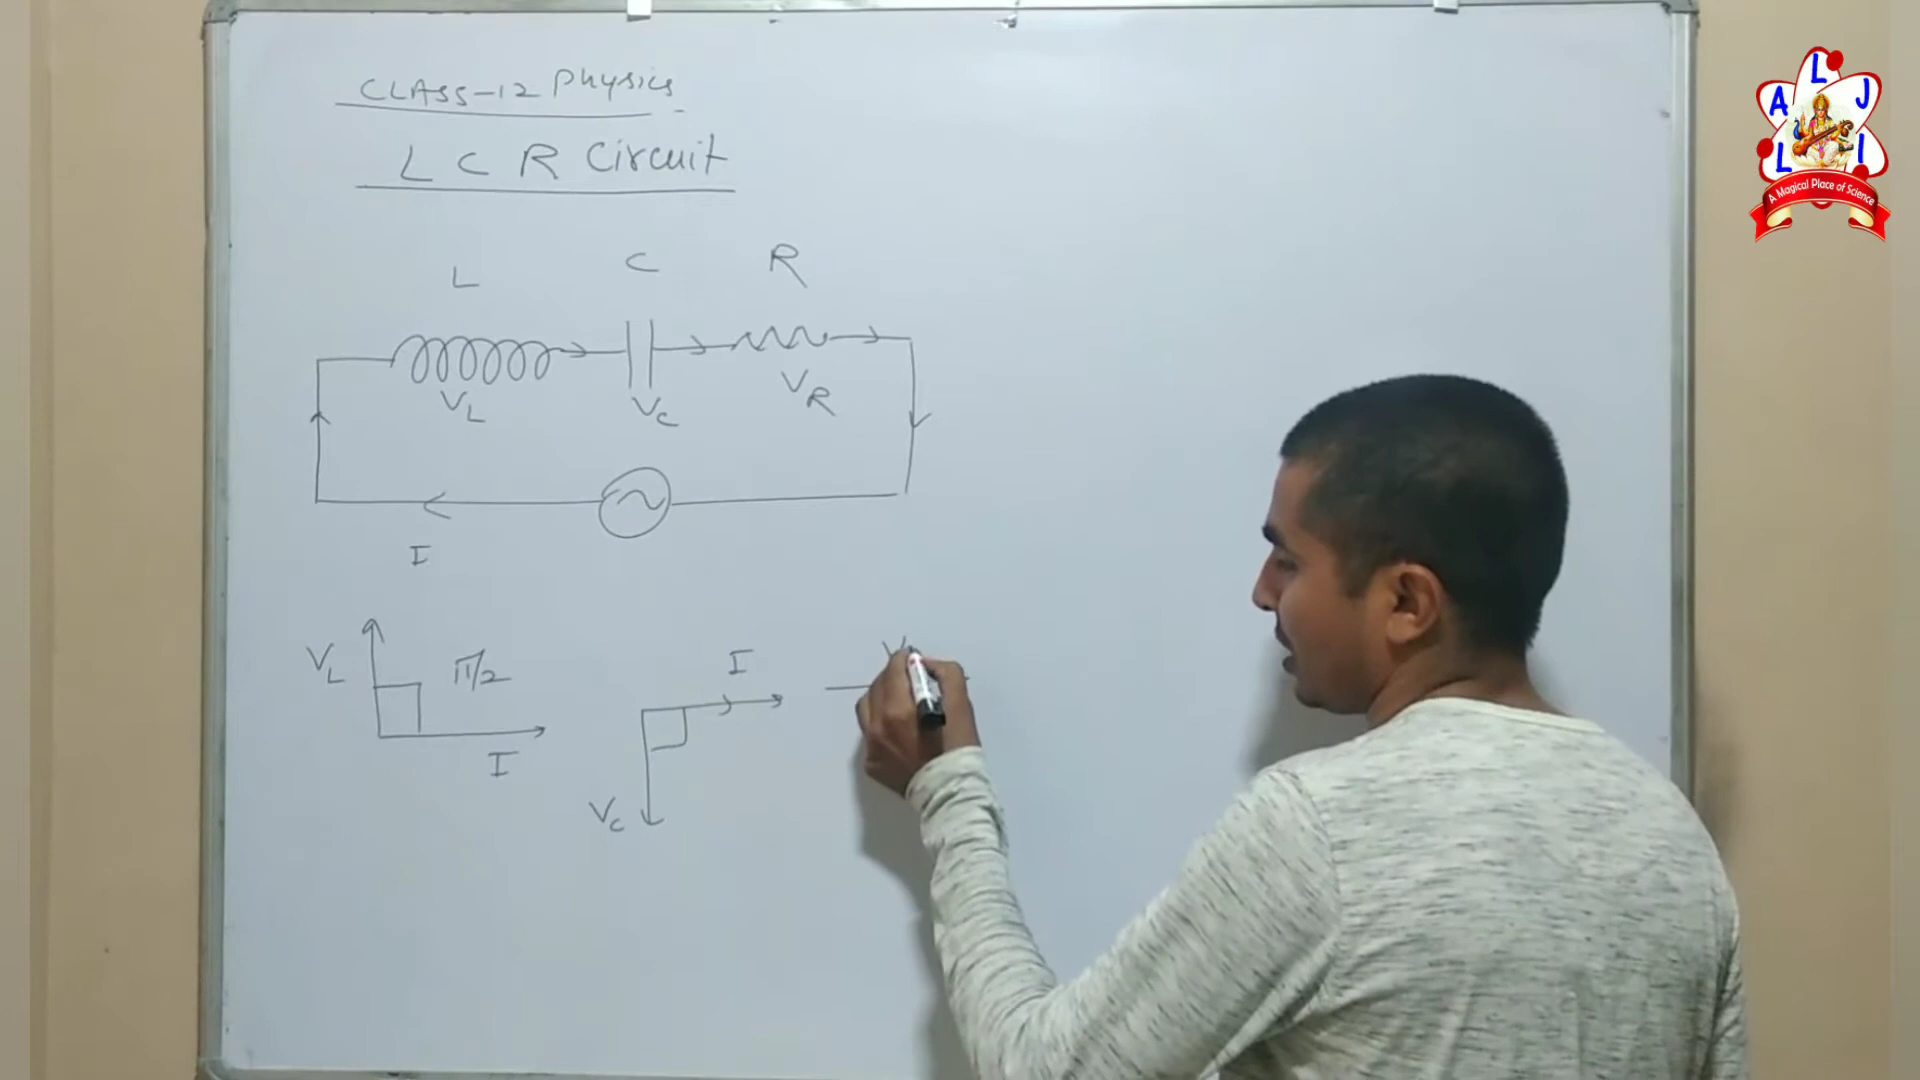 CLASS-12 Physics
L C R Circuit
L C R
VL VC VR
I
VL π/2 I
I VC
V
A L J L I
A Magical Place of Science